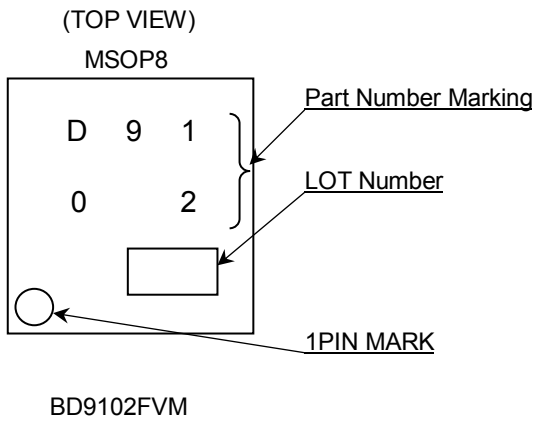 (TOP VIEW)
MSOP8
Part Number Marking
D 9 1
LOT Number
0 2
1PIN MARK
BD9102FVM